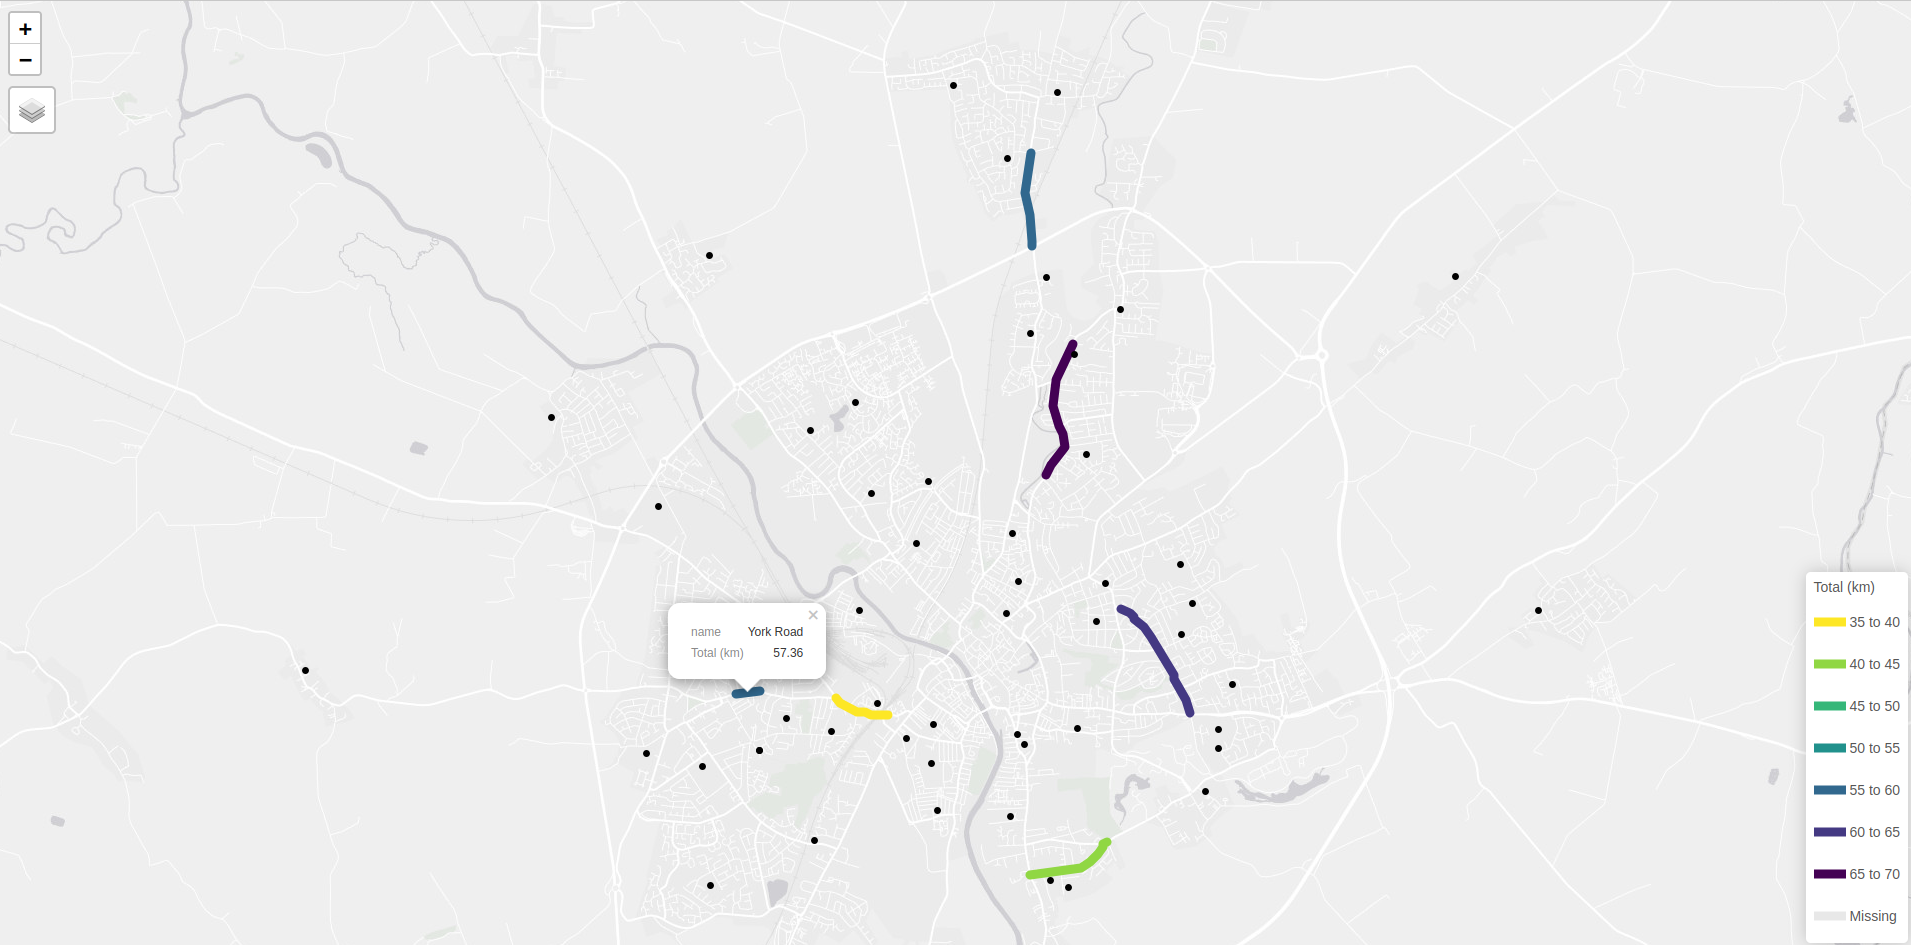 +
−
×
name York Road
Total (km) 57.36
Total (km)
35 to 40
40 to 45
45 to 50
50 to 55
55 to 60
60 to 65
65 to 70
Missing